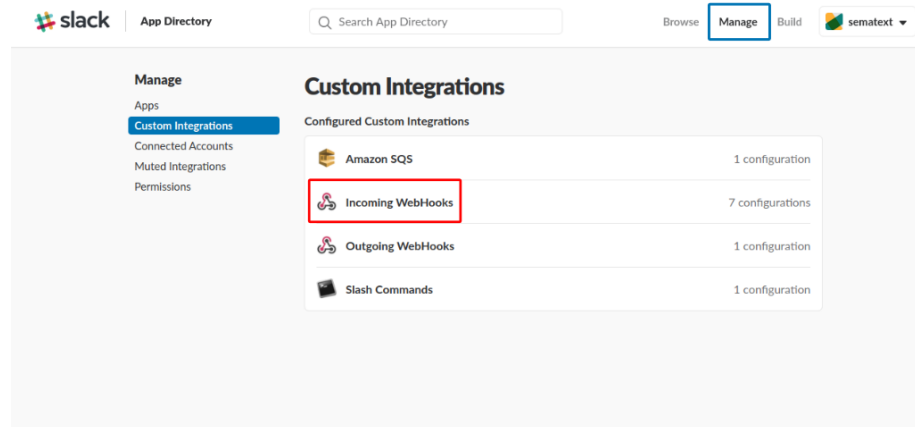 slack App Directory Search App Directory Browse Manage Build sematext
Manage
Apps
Custom Integrations
Connected Accounts
Muted Integrations
Permissions
Custom Integrations
Configured Custom Integrations
Amazon SQS 1 configuration
Incoming WebHooks 7 configurations
Outgoing WebHooks 1 configuration
Slash Commands 1 configuration